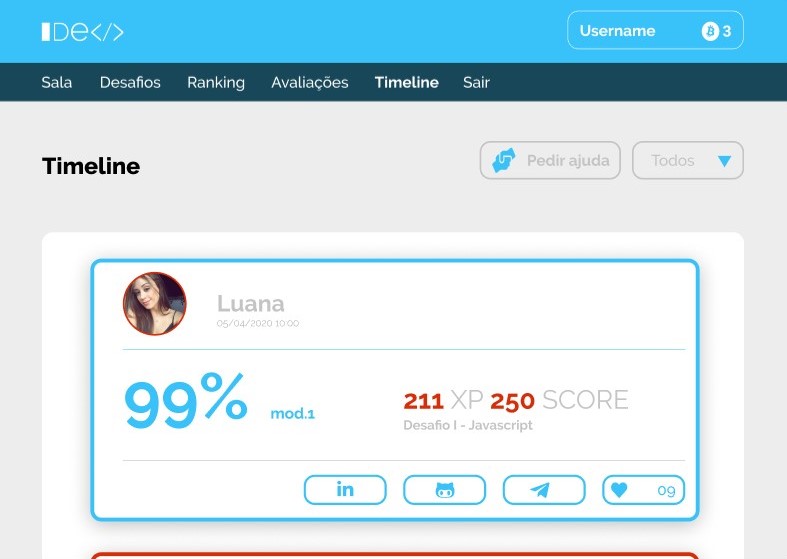 IDe</>
Username 3
Sala Desafios Ranking Avaliações Timeline Sair
Timeline
Pedir ajuda Todos
Luana
05/04/2020 10:00
99% mod.1
211 XP 250 SCORE
Desafio I - Javascript
in 09